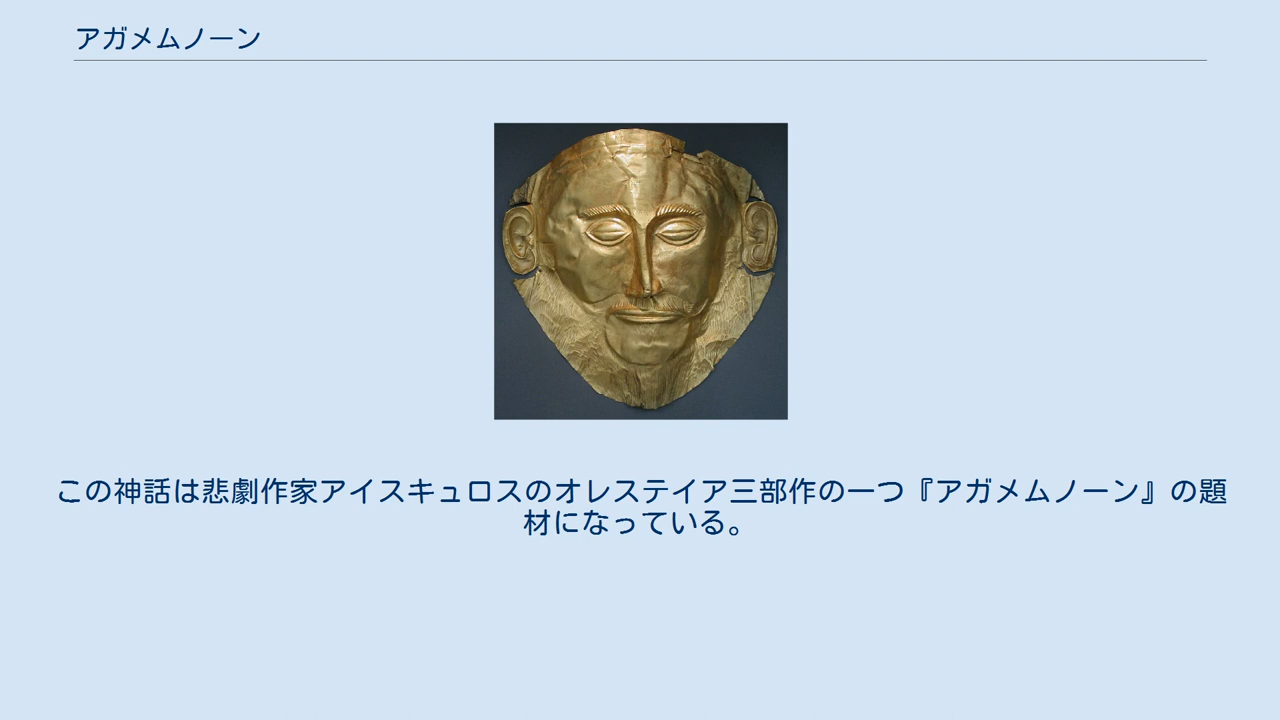 アガメムノーン
この神話は悲劇作家アイスキュロスのオレステイア三部作の一つ『アガメムノーン』の題
材になっている。